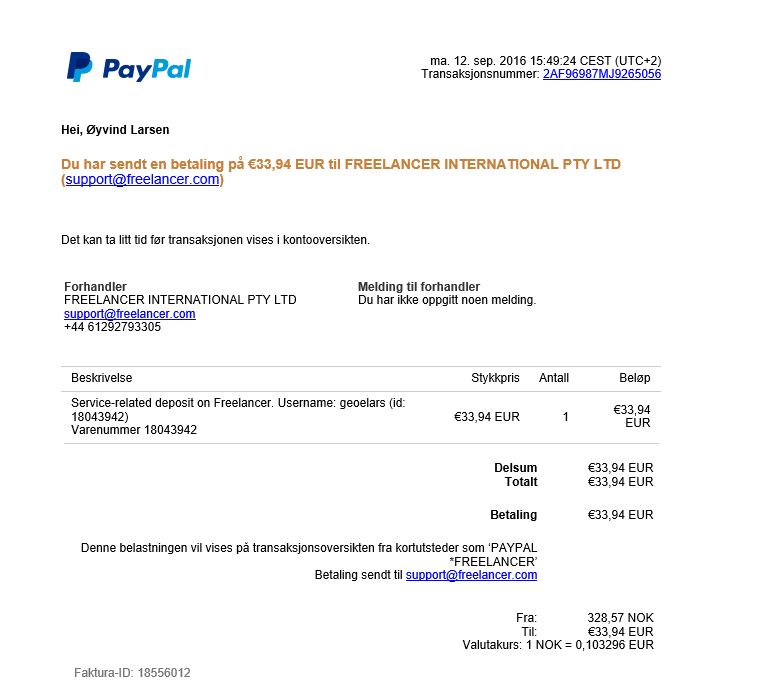 PayPal
ma. 12. sep. 2016 15:49:24 CEST (UTC+2)
Transaksjonsnummer: 2AF96987MJ9265056
Hei, Øyvind Larsen
Du har sendt en betaling på €33,94 EUR til FREELANCER INTERNATIONAL PTY LTD
(support@freelancer.com)
Det kan ta litt tid før transaksjonen vises i kontooversikten.
Forhandler
FREELANCER INTERNATIONAL PTY LTD
support@freelancer.com
+44 61292793305
Melding til forhandler
Du har ikke oppgitt noen melding.
Beskrivelse Stykkpris Antall Beløp
Service-related deposit on Freelancer. Username: geoelars (id:
18043942)
Varenummer 18043942
€33,94 EUR 1 €33,94
EUR
Delsum €33,94 EUR
Totalt €33,94 EUR
Betaling €33,94 EUR
Denne belastningen vil vises på transaksjonsoversikten fra kortutsteder som ‘PAYPAL
*FREELANCER’
Betaling sendt til support@freelancer.com
Fra: 328,57 NOK
Til: €33,94 EUR
Valutakurs: 1 NOK = 0,103296 EUR
Faktura-ID: 18556012